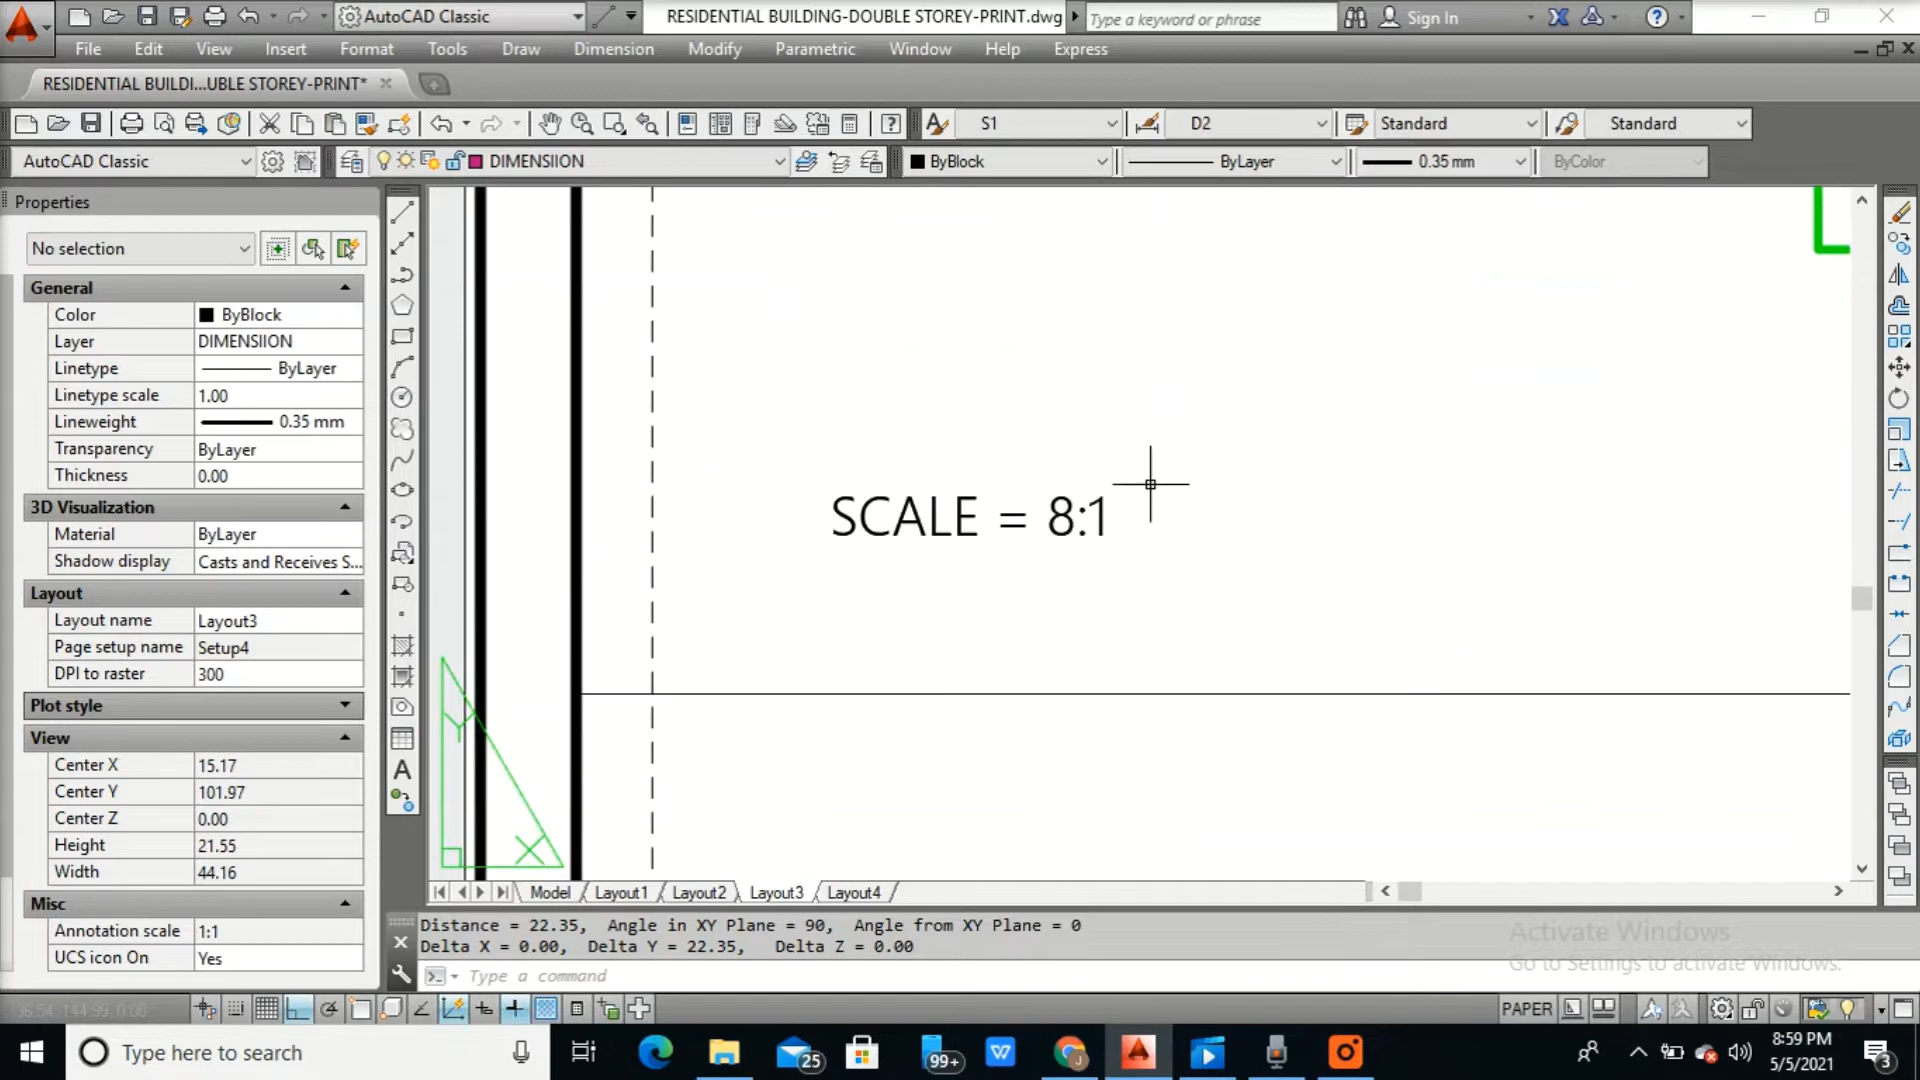 AutoCAD Classic
RESIDENTIAL BUILDING-DOUBLE STOREY-PRINT.dwg
Type a keyword or phrase
Sign In
File Edit View Insert Format Tools Draw Dimension Modify Parametric Window Help Express
RESIDENTIAL BUILDI...UBLE STOREY-PRINT*
S1 D2 Standard Standard
AutoCAD Classic DIMENSIION ByBlock ByLayer 0.35 mm ByColor
Properties
No selection
General
Color ByBlock
Layer DIMENSIION
Linetype ByLayer
Linetype scale 1.00
Lineweight 0.35 mm
Transparency ByLayer
Thickness 0.00
3D Visualization
Material ByLayer
Shadow display Casts and Receives S...
Layout
Layout name Layout3
Page setup name Setup4
DPI to raster 300
Plot style
View
Center X 15.17
Center Y 101.97
Center Z 0.00
Height 21.55
Width 44.16
Misc
Annotation scale 1:1
UCS icon On Yes
A
SCALE = 8:1
Y
X
Model Layout1 Layout2 Layout3 Layout4
Distance = 22.35, Angle in XY Plane = 90, Angle from XY Plane = 0
Delta X = 0.00, Delta Y = 22.35, Delta Z = 0.00
Type a command
Activate Windows
Go to Settings to activate Windows.
PAPER
Type here to search
25
99+
W
J
8:59 PM
5/5/2021
3